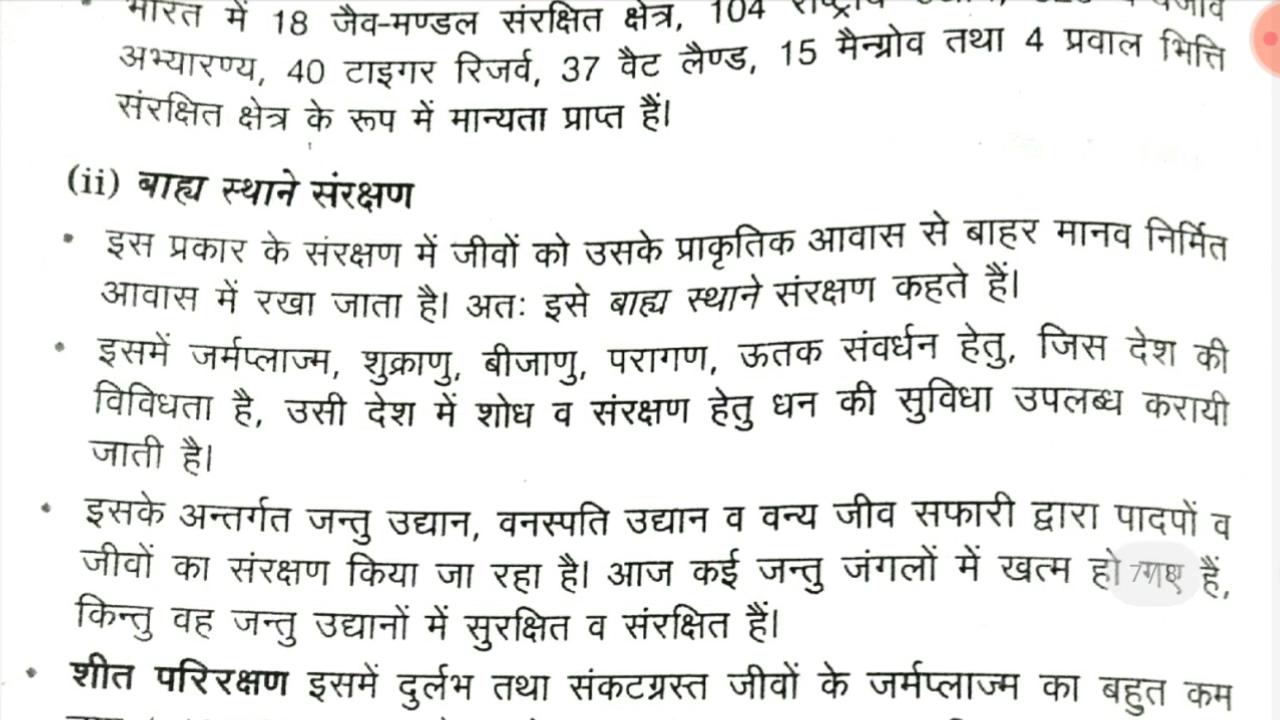 भारत में 18 जैव-मण्डल संरक्षित क्षेत्र, 104
अभ्यारण्य, 40 टाइगर रिजर्व, 37 वैट लैण्ड, 15 मैन्ग्रोव तथा 4 प्रवाल भित्ति
संरक्षित क्षेत्र के रूप में मान्यता प्राप्त हैं।
(ii) बाह्य स्थाने संरक्षण
• इस प्रकार के संरक्षण में जीवों को उसके प्राकृतिक आवास से बाहर मानव निर्मित
आवास में रखा जाता है। अतः इसे बाह्य स्थाने संरक्षण कहते हैं।
• इसमें जर्मप्लाज्म, शुक्राणु, बीजाणु, परागण, ऊतक संवर्धन हेतु, जिस देश की
विविधता है, उसी देश में शोध व संरक्षण हेतु धन की सुविधा उपलब्ध करायी
जाती है।
• इसके अन्तर्गत जन्तु उद्यान, वनस्पति उद्यान व वन्य जीव सफारी द्वारा पादपों व
जीवों का संरक्षण किया जा रहा है। आज कई जन्तु जंगलों में खत्म हो गए हैं,
किन्तु वह जन्तु उद्यानों में सुरक्षित व संरक्षित हैं।
• शीत परिरक्षण इसमें दुर्लभ तथा संकटग्रस्त जीवों के जर्मप्लाज्म का बहुत कम